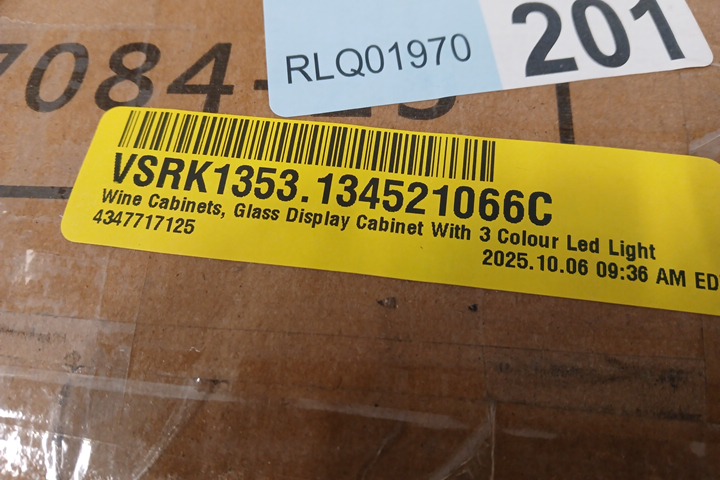 201
RLQ01970
VSRK1353.134521066C
Wine Cabinets, Glass Display Cabinet With 3 Colour Led Light
4347717125
2025.10.06 09:36 AM ED